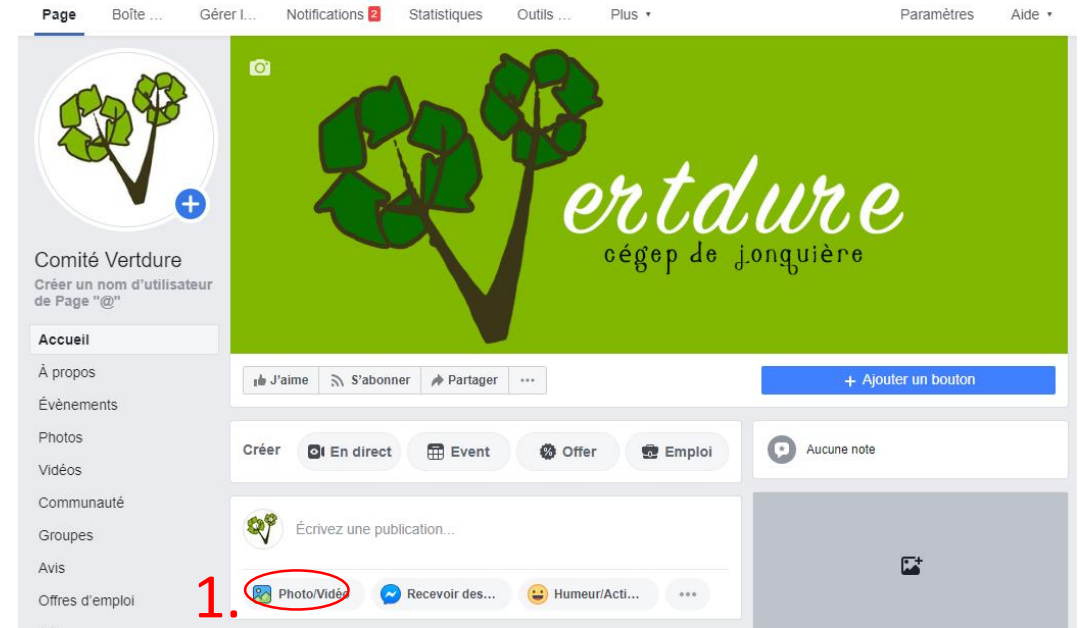 Page Boîte ... Gérer l... Notifications 2 Statistiques Outils ... Plus Paramètres Aide
Vertdure
cégep de jonquière
Comité Vertdure
Créer un nom d'utilisateur
de Page "@"
Accueil
À propos
Évènements
Photos
Vidéos
Communauté
Groupes
Avis
Offres d'emploi
J'aime S'abonner Partager ...
+ Ajouter un bouton
Créer En direct Event Offer Emploi
Aucune note
Écrivez une publication...
1. Photo/Vidéo Recevoir des... Humeur/Acti... ...